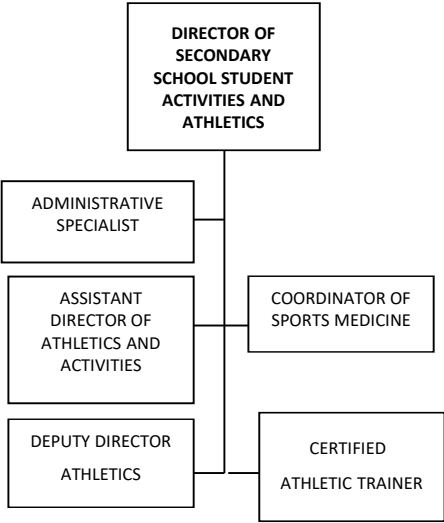 DIRECTOR OF
SECONDARY
SCHOOL STUDENT
ACTIVITIES AND
ATHLETICS
ADMINISTRATIVE
SPECIALIST
ASSISTANT
DIRECTOR OF
ATHLETICS AND
ACTIVITIES
COORDINATOR OF
SPORTS MEDICINE
DEPUTY DIRECTOR
ATHLETICS
CERTIFIED
ATHLETIC TRAINER